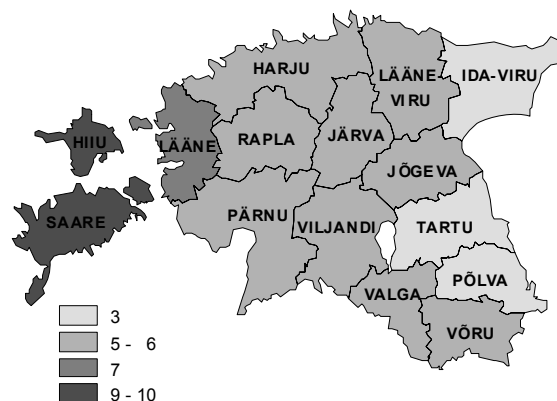 HARJU
LÄÄNE-
VIRU
IDA-VIRU
HIIU
LÄÄNE
RAPLA
JÄRVA
JÕGEVA
SAARE
PÄRNU
VILJANDI
TARTU
PÕLVA
VALGA
VÕRU
3
5 - 6
7
9 - 10